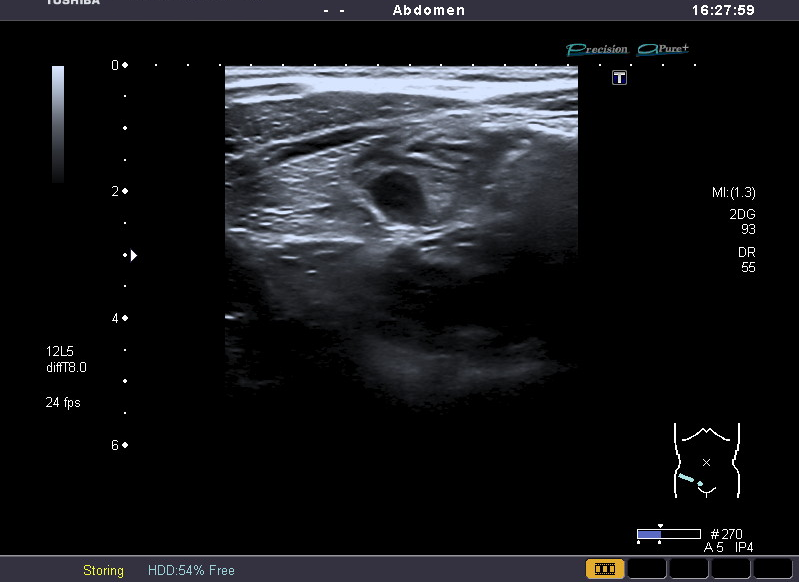 TOSHIBA
- - Abdomen 16:27:59
Precision APure+
0
T
2
MI:(1.3)
2DG
93
DR
55
4
12L5
diffT8.0
24 fps
6
#270
A 5 IP4
Storing HDD:54% Free